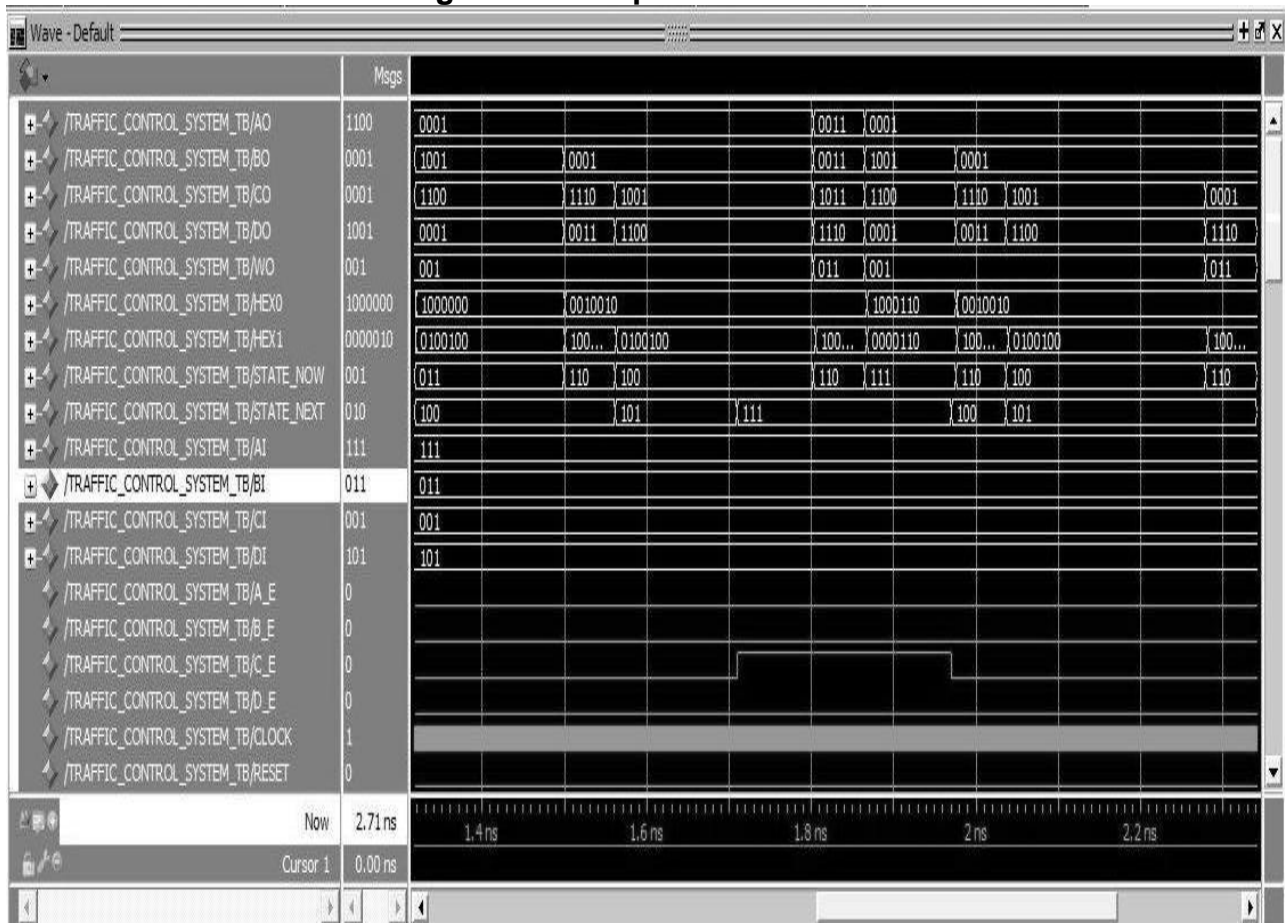 Wave - Default
Msgs
/TRAFFIC_CONTROL_SYSTEM_TB/AO 1100 0001 0011 0001
/TRAFFIC_CONTROL_SYSTEM_TB/BO 0001 1001 0001 0011 1001 0001
/TRAFFIC_CONTROL_SYSTEM_TB/CO 0001 1100 1110 1001 1011 1100 1110 1001 0001
/TRAFFIC_CONTROL_SYSTEM_TB/DO 1001 0001 0011 1100 1110 0001 0011 1100 1110
/TRAFFIC_CONTROL_SYSTEM_TB/WO 001 001 011 001 011
/TRAFFIC_CONTROL_SYSTEM_TB/HEX0 1000000 1000000 0010010 1000110 0010010
/TRAFFIC_CONTROL_SYSTEM_TB/HEX1 0000010 0100100 100... 0100100 100... 0000110 100... 0100100 100...
/TRAFFIC_CONTROL_SYSTEM_TB/STATE_NOW 001 011 110 100 110 111 110 100 110
/TRAFFIC_CONTROL_SYSTEM_TB/STATE_NEXT 010 100 101 111 100 101
/TRAFFIC_CONTROL_SYSTEM_TB/AI 111 111
/TRAFFIC_CONTROL_SYSTEM_TB/BI 011 011
/TRAFFIC_CONTROL_SYSTEM_TB/CI 001 001
/TRAFFIC_CONTROL_SYSTEM_TB/DI 101 101
/TRAFFIC_CONTROL_SYSTEM_TB/A_E 0
/TRAFFIC_CONTROL_SYSTEM_TB/B_E 0
/TRAFFIC_CONTROL_SYSTEM_TB/C_E 0
/TRAFFIC_CONTROL_SYSTEM_TB/D_E 0
/TRAFFIC_CONTROL_SYSTEM_TB/CLOCK 1
/TRAFFIC_CONTROL_SYSTEM_TB/RESET 0
Now 2.71 ns 1.4 ns 1.6 ns 1.8 ns 2 ns 2.2 ns
Cursor 1 0.00 ns